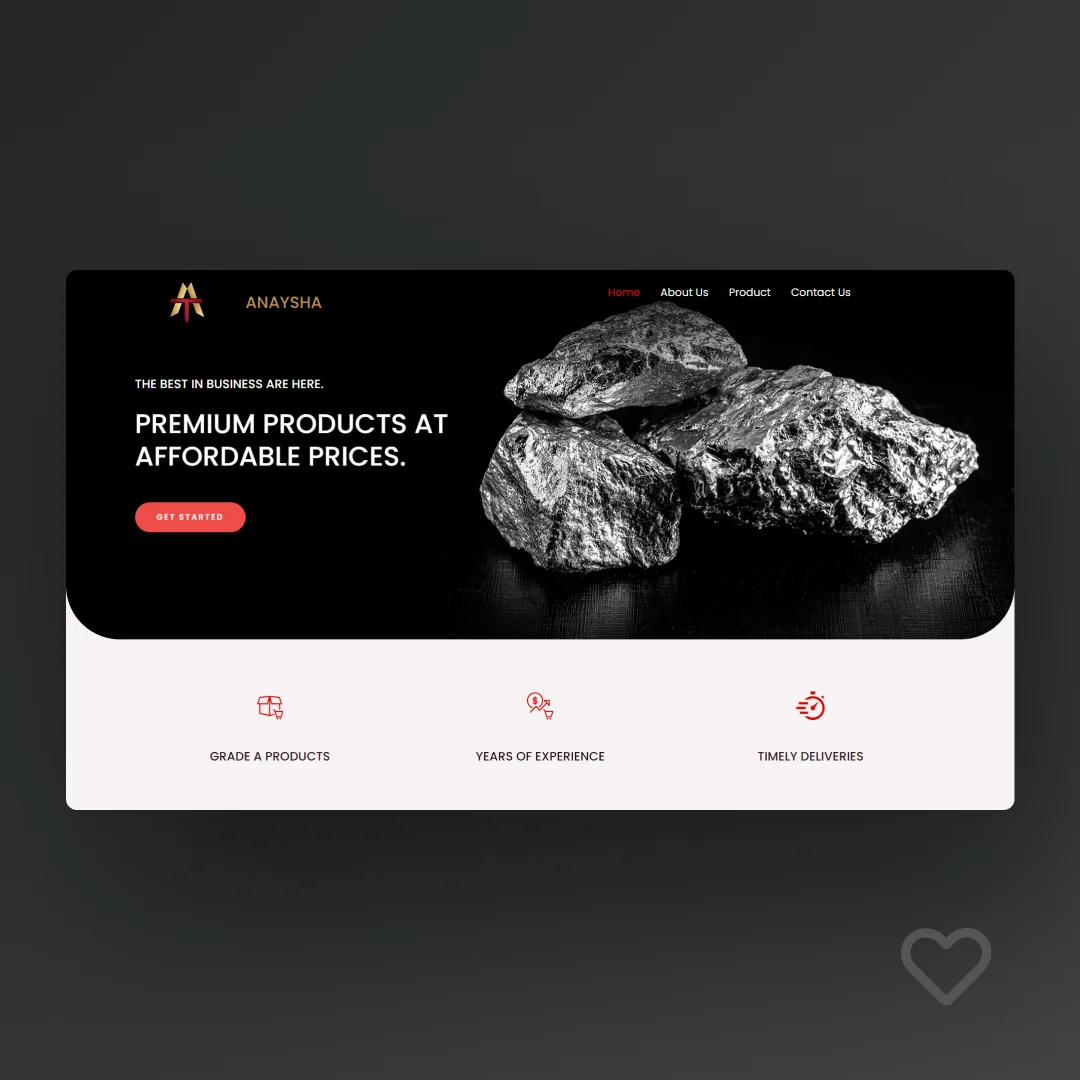 ANAYSHA
Home About Us Product Contact Us
THE BEST IN BUSINESS ARE HERE.
PREMIUM PRODUCTS AT
AFFORDABLE PRICES.
GET STARTED
GRADE A PRODUCTS
YEARS OF EXPERIENCE
TIMELY DELIVERIES